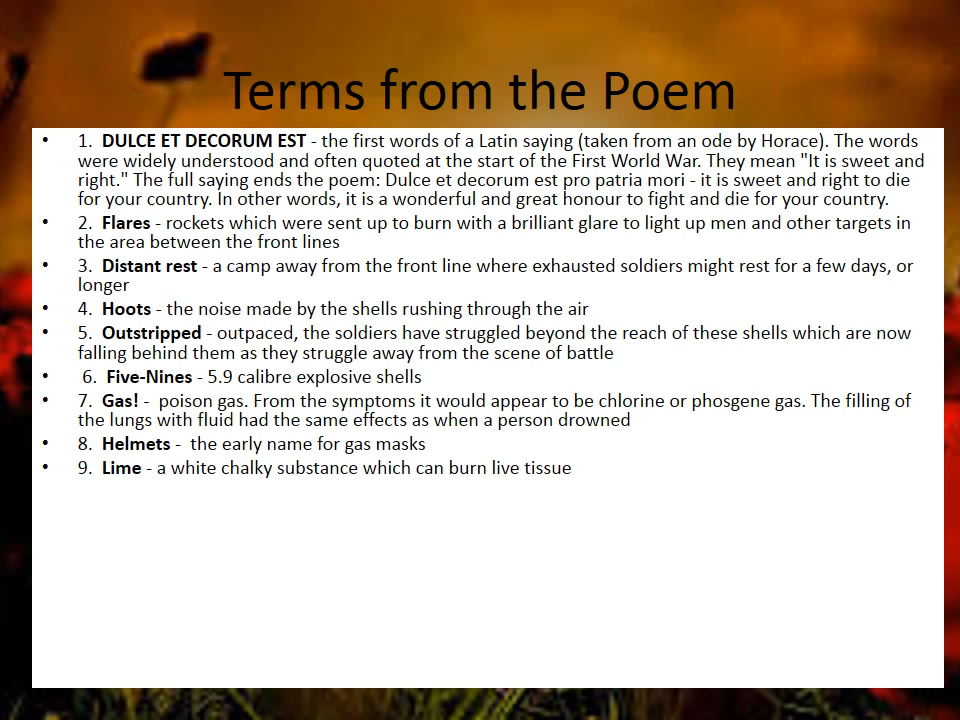 Terms from the Poem
• 1. DULCE ET DECORUM EST - the first words of a Latin saying (taken from an ode by Horace). The words
were widely understood and often quoted at the start of the First World War. They mean "It is sweet and
right." The full saying ends the poem: Dulce et decorum est pro patria mori - it is sweet and right to die
for your country. In other words, it is a wonderful and great honour to fight and die for your country.
• 2. Flares - rockets which were sent up to burn with a brilliant glare to light up men and other targets in
the area between the front lines
• 3. Distant rest - a camp away from the front line where exhausted soldiers might rest for a few days, or
longer
• 4. Hoots - the noise made by the shells rushing through the air
• 5. Outstripped - outpaced, the soldiers have struggled beyond the reach of these shells which are now
falling behind them as they struggle away from the scene of battle
• 6. Five-Nines - 5.9 calibre explosive shells
• 7. Gas! - poison gas. From the symptoms it would appear to be chlorine or phosgene gas. The filling of
the lungs with fluid had the same effects as when a person drowned
• 8. Helmets - the early name for gas masks
• 9. Lime - a white chalky substance which can burn live tissue